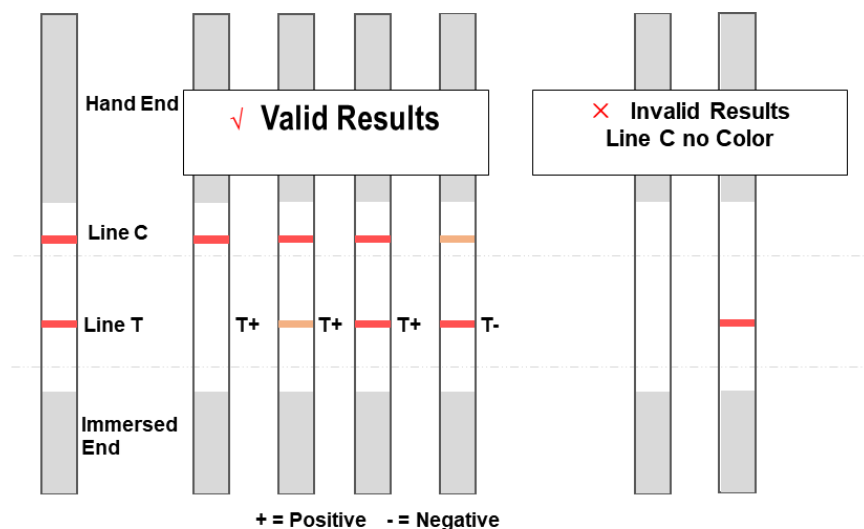 Hand End
√ Valid Results
× Invalid Results
Line C no Color
Line C
Line T
T+
T+
T+
T-
Immersed
End
+ = Positive - = Negative